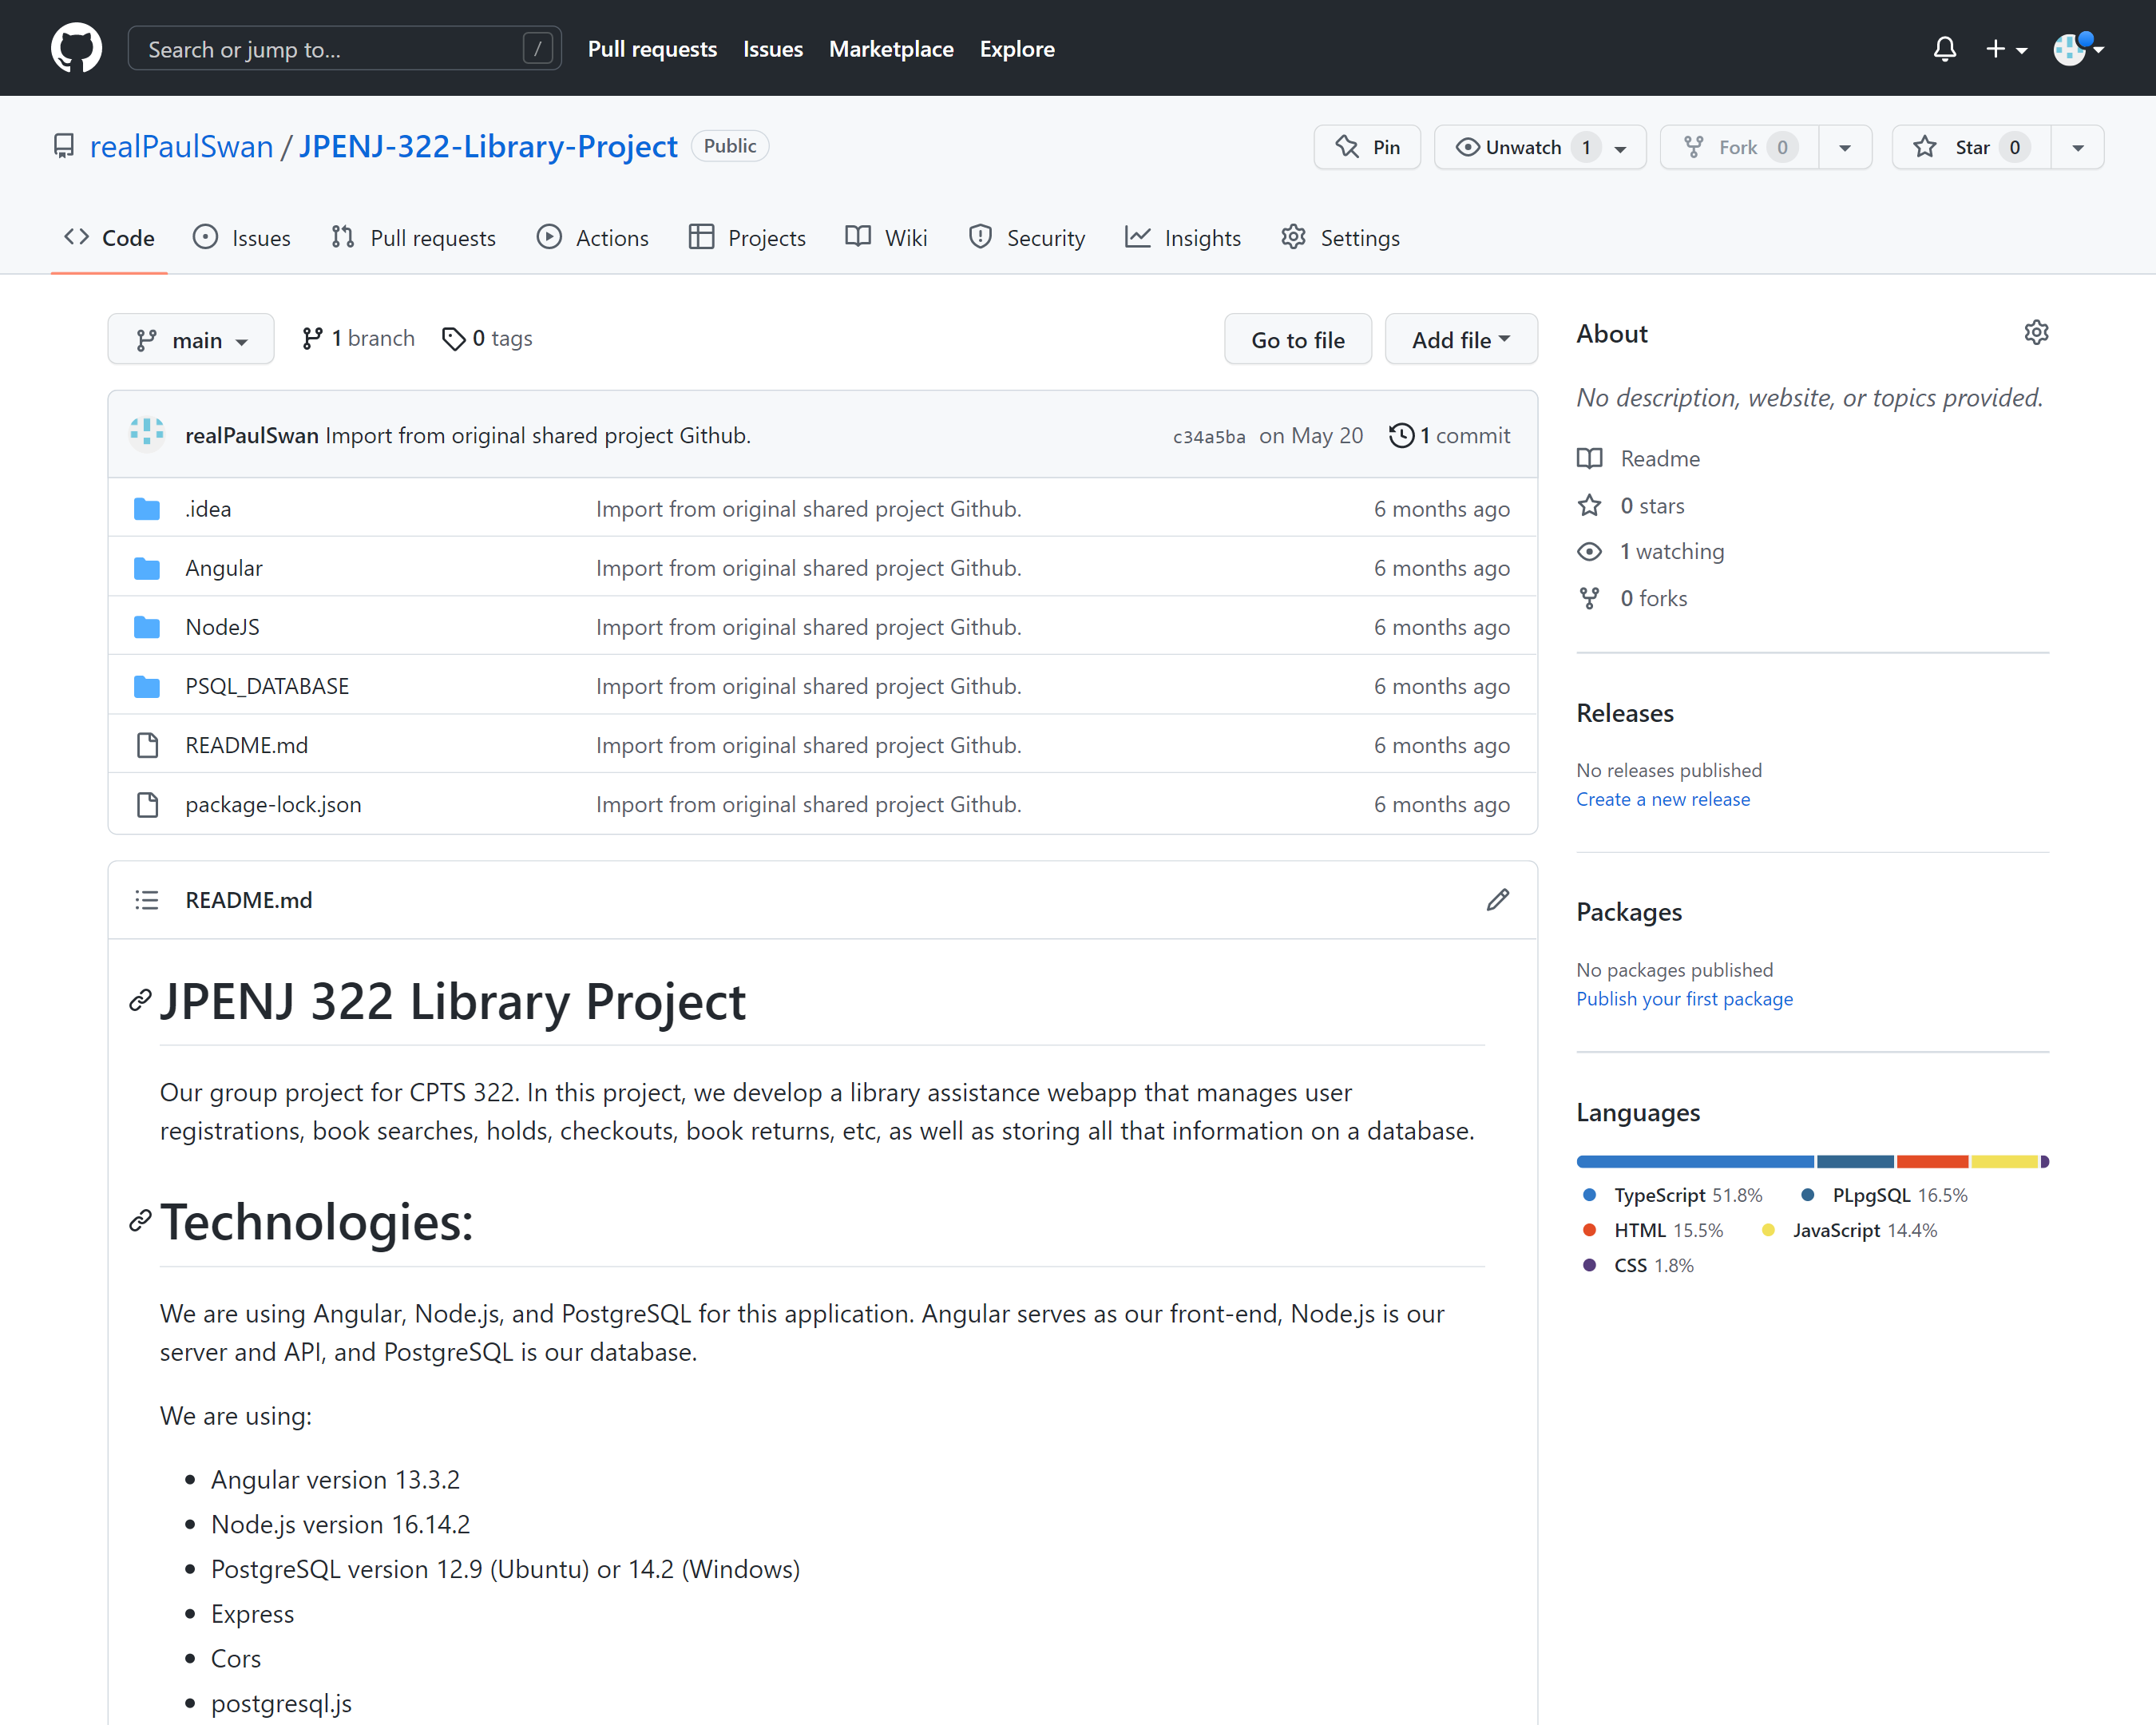 Search or jump to... /
Pull requests Issues Marketplace Explore
realPaulSwan / JPENJ-322-Library-Project Public
Pin Unwatch 1 Fork 0 Star 0
Code Issues Pull requests Actions Projects Wiki Security Insights Settings
main 1 branch 0 tags Go to file Add file
realPaulSwan Import from original shared project Github. c34a5ba on May 20 1 commit
.idea Import from original shared project Github. 6 months ago
Angular Import from original shared project Github. 6 months ago
NodeJS Import from original shared project Github. 6 months ago
PSQL_DATABASE Import from original shared project Github. 6 months ago
README.md Import from original shared project Github. 6 months ago
package-lock.json Import from original shared project Github. 6 months ago
README.md
JPENJ 322 Library Project
Our group project for CPTS 322. In this project, we develop a library assistance webapp that manages user
registrations, book searches, holds, checkouts, book returns, etc, as well as storing all that information on a database.
Technologies:
We are using Angular, Node.js, and PostgreSQL for this application. Angular serves as our front-end, Node.js is our
server and API, and PostgreSQL is our database.
We are using:
Angular version 13.3.2
Node.js version 16.14.2
PostgreSQL version 12.9 (Ubuntu) or 14.2 (Windows)
Express
Cors
postgresql.js
About
No description, website, or topics provided.
Readme
0 stars
1 watching
0 forks
Releases
No releases published
Create a new release
Packages
No packages published
Publish your first package
Languages
TypeScript 51.8% PLpgSQL 16.5%
HTML 15.5% JavaScript 14.4%
CSS 1.8%